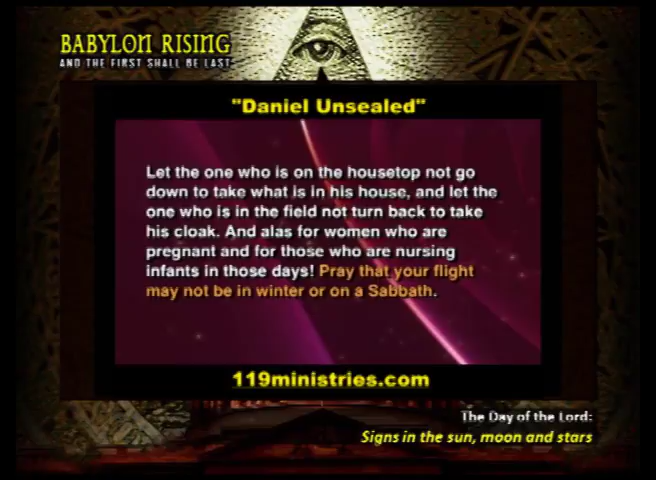 BABYLON RISING
AND THE FIRST SHALL BE LAST
"Daniel Unsealed"
Let the one who is on the housetop not go
down to take what is in his house, and let the
one who is in the field not turn back to take
his cloak. And alas for women who are
pregnant and for those who are nursing
infants in those days! Pray that your flight
may not be in winter or on a Sabbath.
119ministries.com
The Day of the Lord:
Signs in the sun, moon and stars